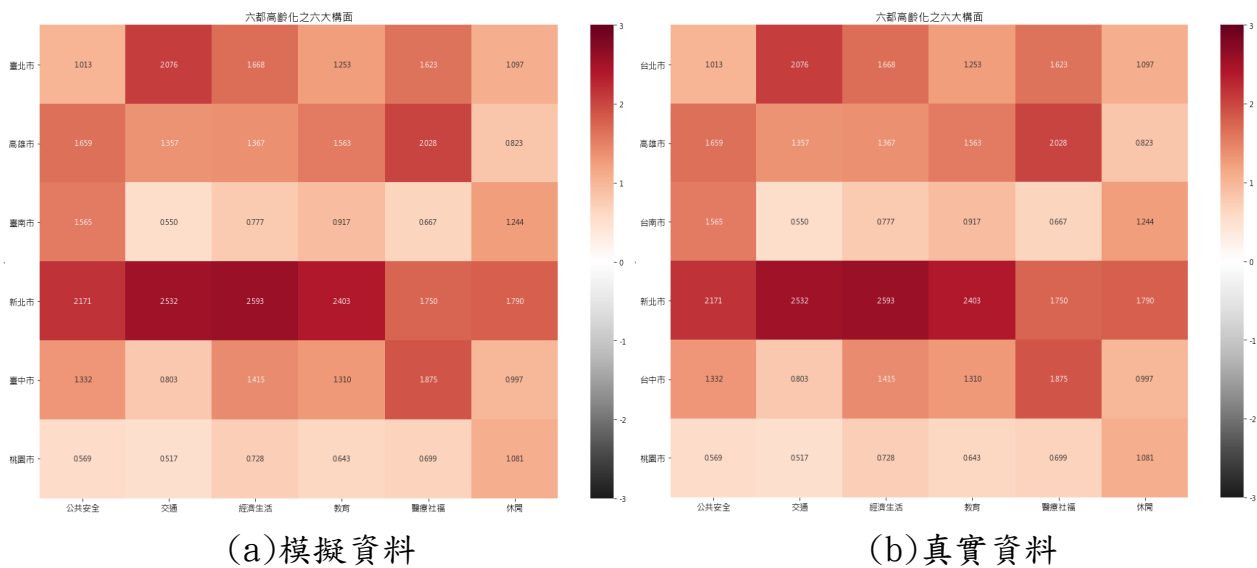 六都高齡化之六大構面
臺北市 1.013 2.076 1.668 1.253 1.623 1.097
高雄市 1.659 1.357 1.367 1.563 2.028 0.823
臺南市 1.565 0.550 0.777 0.917 0.667 1.244
新北市 2.171 2.532 2.593 2.403 1.750 1.790
臺中市 1.332 0.803 1.415 1.310 1.875 0.997
桃園市 0.569 0.517 0.728 0.643 0.699 1.081
公共安全 交通 經濟生活 教育 醫療社福 休閒
3
2
1
0
-1
-2
-3
(a)模擬資料
六都高齡化之六大構面
台北市 1.013 2.076 1.668 1.253 1.623 1.097
高雄市 1.659 1.357 1.367 1.563 2.028 0.823
台南市 1.565 0.550 0.777 0.917 0.667 1.244
新北市 2.171 2.532 2.593 2.403 1.750 1.790
台中市 1.332 0.803 1.415 1.310 1.875 0.997
桃園市 0.569 0.517 0.728 0.643 0.699 1.081
公共安全 交通 經濟生活 教育 醫療社福 休閒
3
2
1
0
-1
-2
-3
(b)真實資料